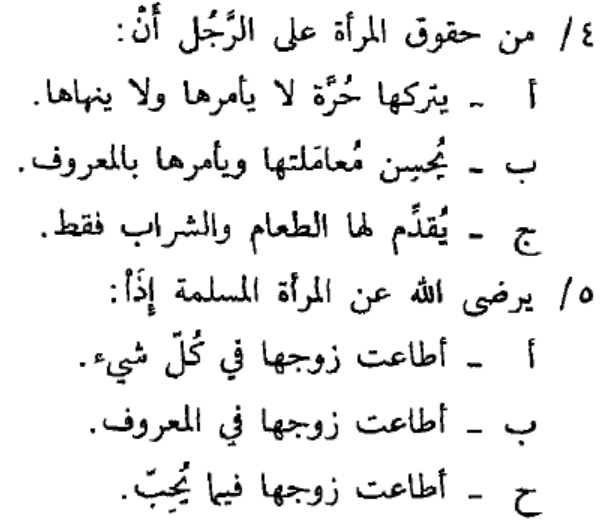 ٤/ من حقوق المرأة على الرَّجُل أَنْ:
أ - يتركها حُرَّة لا يأمرها ولا ينهاها.
ب - يُحسِن مُعامَلتها ويأمرها بالمعروف.
ج - يُقدِّم لها الطعام والشراب فقط.
٥/ يرضى الله عن المرأة المسلمة إِذَاْ:
أ - أطاعت زوجها في كُلّ شيء.
ب - أطاعت زوجها في المعروف.
ح - أطاعت زوجها فيما يُحِبّ.